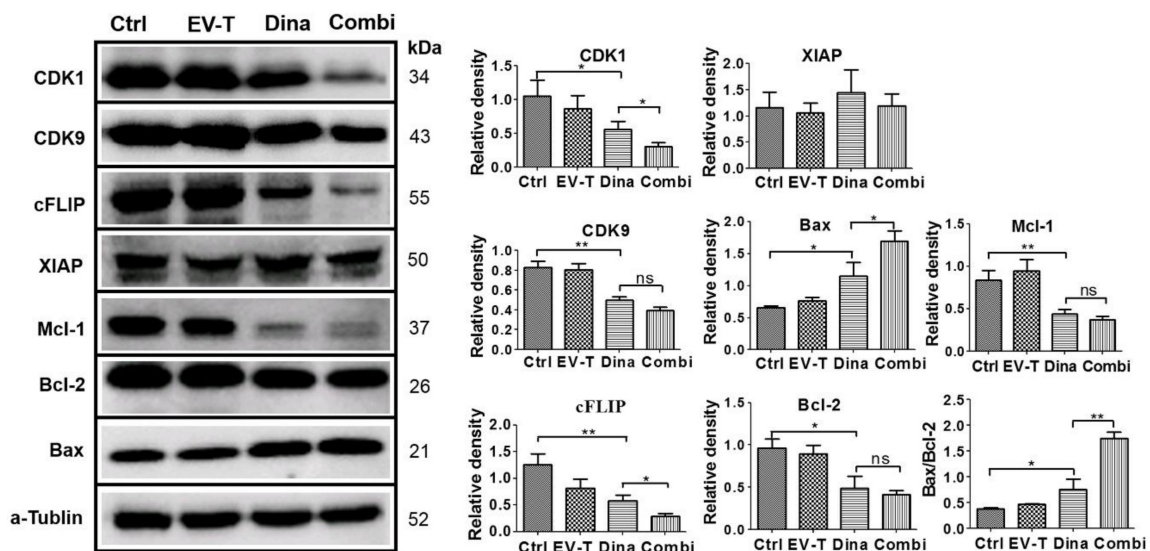 Ctrl EV-T Dina Combi
kDa
CDK1 34
CDK9 43
cFLIP 55
XIAP 50
Mcl-1 37
Bcl-2 26
Bax 21
a-Tublin 52
CDK1
Relative density
1.5
1.0
0.5
0.0
*
*
Ctrl EV-T Dina Combi
XIAP
Relative density
2.0
1.5
1.0
0.5
0.0
Ctrl EV-T Dina Combi
CDK9
Relative density
1.0
0.8
0.6
0.4
0.2
0.0
**
ns
Ctrl EV-T Dina Combi
Bax
Relative density
2.0
1.5
1.0
0.5
0.0
*
*
Ctrl EV-T Dina Combi
Mcl-1
Relative density
1.5
1.0
0.5
0.0
**
ns
Ctrl EV-T Dina Combi
cFLIP
Relative density
2.0
1.5
1.0
0.5
0.0
**
*
Ctrl EV-T Dina Combi
Bcl-2
Relative density
1.5
1.0
0.5
0.0
*
ns
Ctrl EV-T Dina Combi
Bax/Bcl-2
2.0
1.5
1.0
0.5
0.0
*
**
Ctrl EV-T Dina Combi